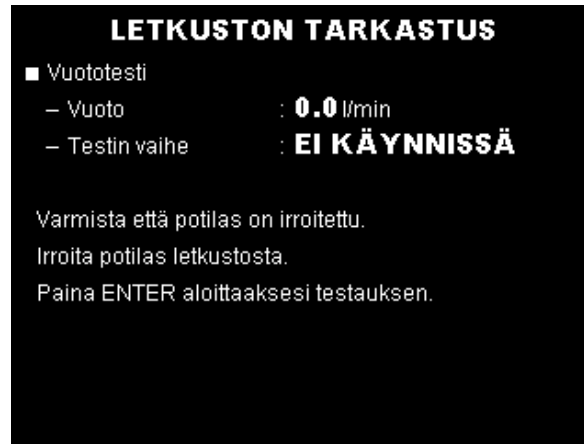 LETKUSTON TARKASTUS
■ Vuototesti
– Vuoto : 0.0 l/min
– Testin vaihe : EI KÄYNNISSÄ
Varmista että potilas on irroitettu.
Irroita potilas letkustosta.
Paina ENTER aloittaaksesi testauksen.